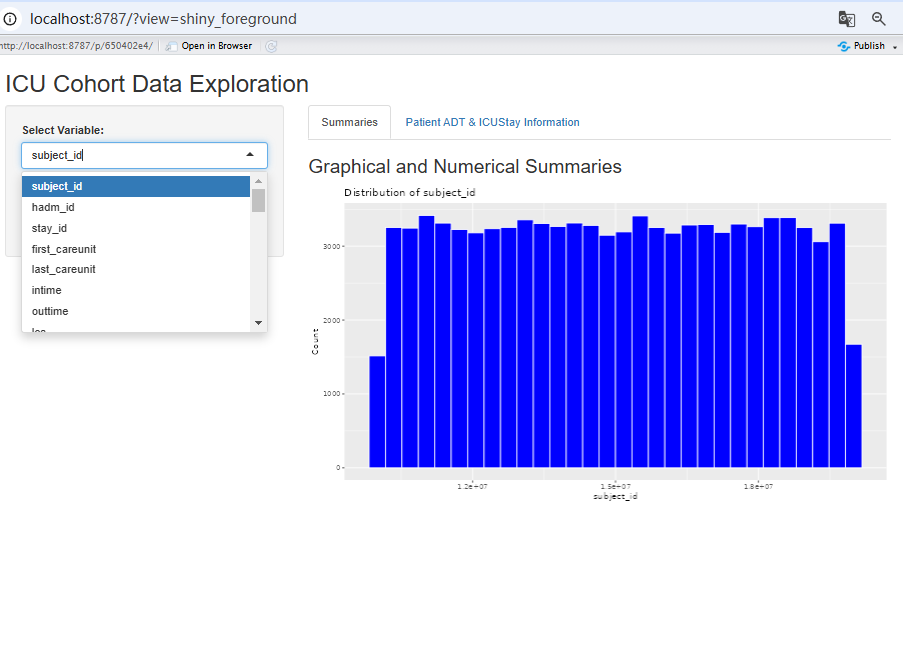 localhost:8787/?view=shiny_foreground
http://localhost:8787/p/650402e4/
Open in Browser
Publish
ICU Cohort Data Exploration
Select Variable:
subject_id
subject_id
hadm_id
stay_id
first_careunit
last_careunit
intime
outtime
los
Summaries
Patient ADT & ICUStay Information
Graphical and Numerical Summaries
Distribution of subject_id
Count
3000
2000
1000
0
1.2e+07
1.5e+07
1.8e+07
subject_id